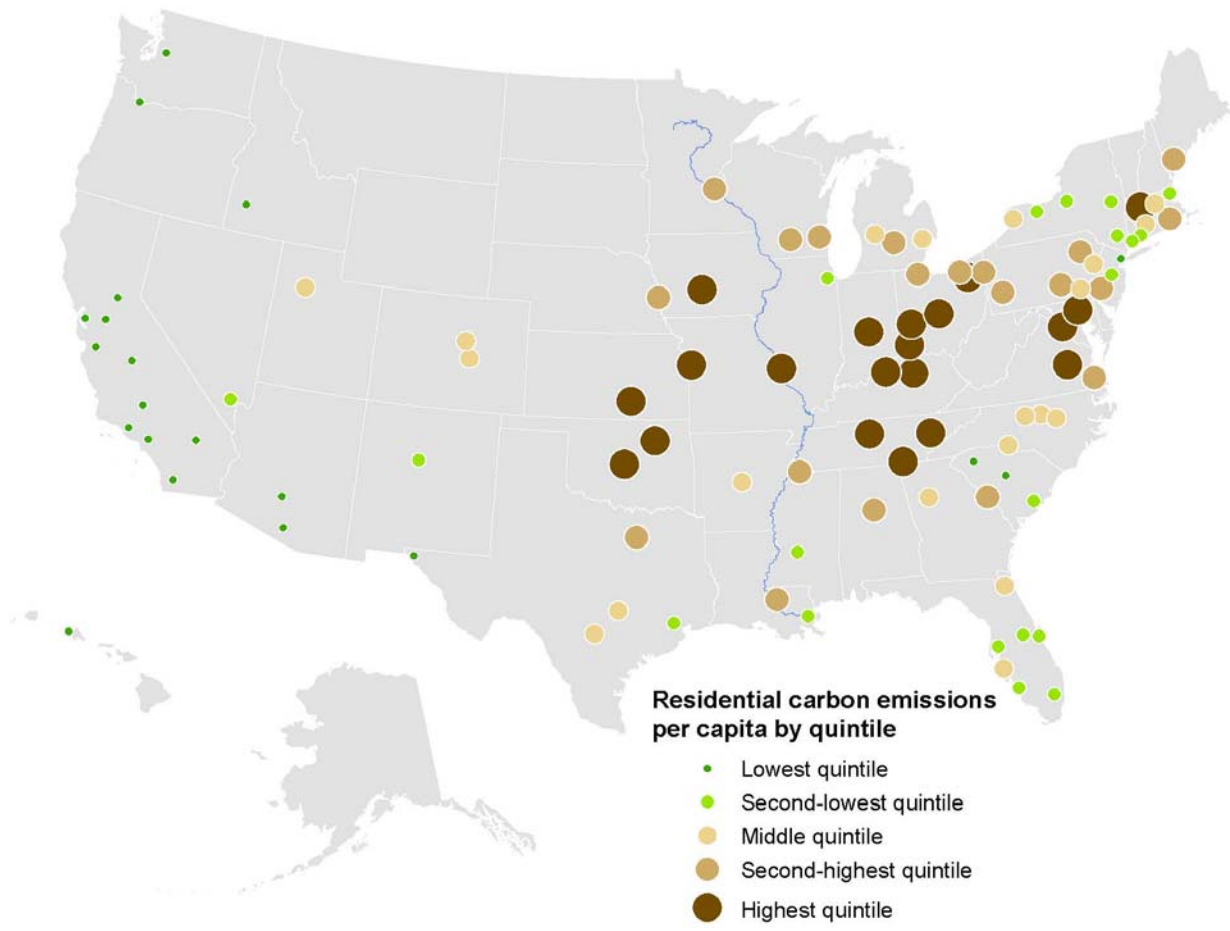 Residential carbon emissions
per capita by quintile
Lowest quintile
Second-lowest quintile
Middle quintile
Second-highest quintile
Highest quintile